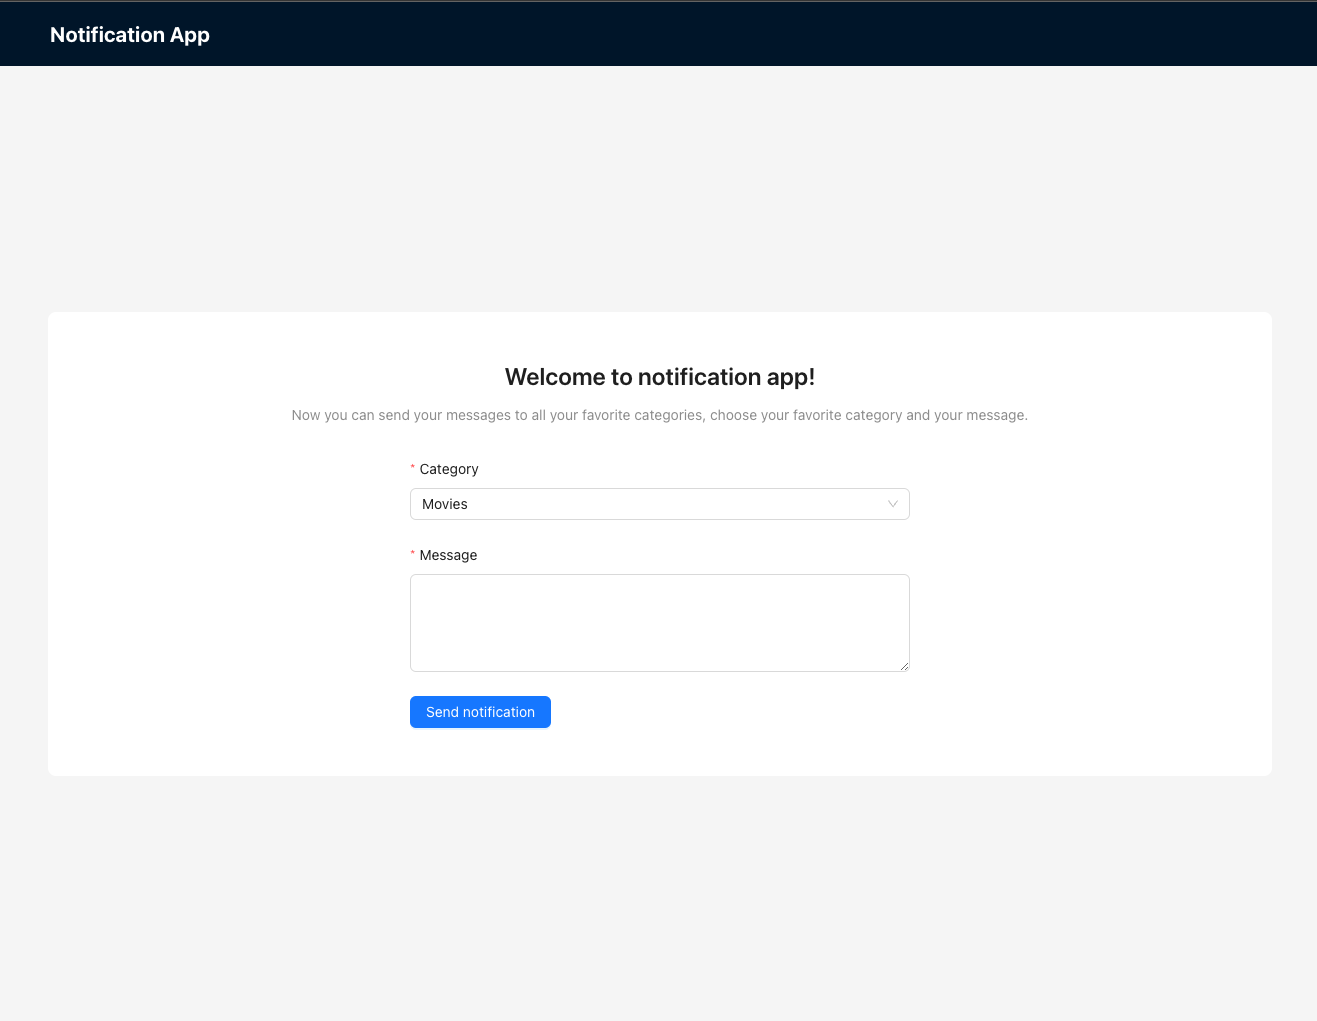 Notification App
Welcome to notification app!
Now you can send your messages to all your favorite categories, choose your favorite category and your message.
* Category
Movies
* Message
Send notification